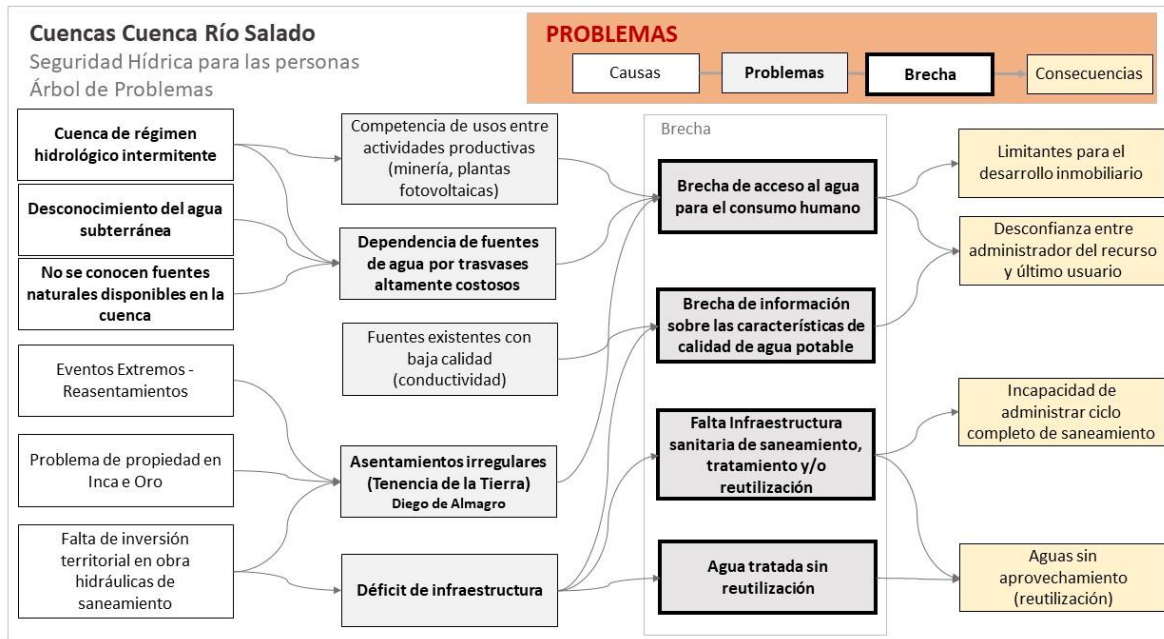 Cuencas Cuenca Río Salado
Seguridad Hídrica para las personas
Árbol de Problemas
PROBLEMAS
Causas
Problemas
Brecha
Consecuencias
Cuenca de régimen
hidrológico intermitente
Desconocimiento del agua
subterránea
No se conocen fuentes
naturales disponibles en la
cuenca
Eventos Extremos -
Reasentamientos
Problema de propiedad en
Inca e Oro
Falta de inversión
territorial en obra
hidráulicas de
saneamiento
Competencia de usos entre
actividades productivas
(minería, plantas
fotovoltaicas)
Dependencia de fuentes
de agua por trasvases
altamente costosos
Fuentes existentes con
baja calidad
(conductividad)
Asentamientos irregulares
(Tenencia de la Tierra)
Diego de Almagro
Déficit de infraestructura
Brecha
Brecha de acceso al agua
para el consumo humano
Brecha de información
sobre las características de
calidad de agua potable
Falta Infraestructura
sanitaria de saneamiento,
tratamiento y/o
reutilización
Agua tratada sin
reutilización
Limitantes para el
desarrollo inmobiliario
Desconfianza entre
administrador del recurso
y último usuario
Incapacidad de
administrar ciclo
completo de saneamiento
Aguas sin
aprovechamiento
(reutilización)